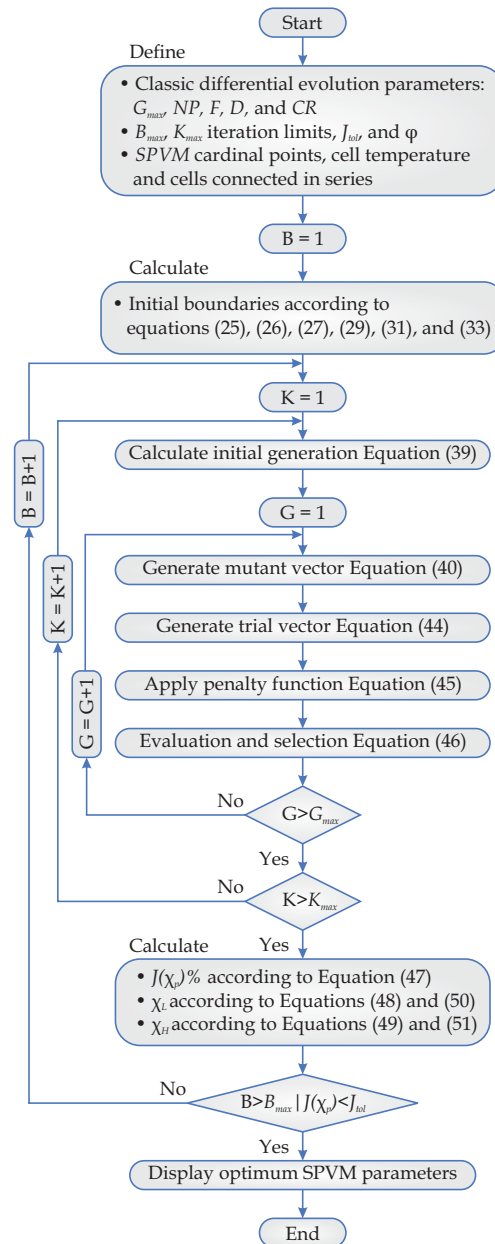 Start
Define
• Classic differential evolution parameters:
Gmax, NP, F, D, and CR
• Bmax, Kmax iteration limits, Jtol, and φ
• SPVM cardinal points, cell temperature
and cells connected in series
B = 1
Calculate
• Initial boundaries according to
equations (25), (26), (27), (29), (31), and (33)
K = 1
Calculate initial generation Equation (39)
G = 1
Generate mutant vector Equation (40)
Generate trial vector Equation (44)
Apply penalty function Equation (45)
Evaluation and selection Equation (46)
B = B+1
K = K+1
G = G+1
No
G>Gmax
Yes
No
K>Kmax
Yes
Calculate
• J(χp)% according to Equation (47)
• χL according to Equations (48) and (50)
• χH according to Equations (49) and (51)
No
B>Bmax | J(χp)<Jtol
Yes
Display optimum SPVM parameters
End